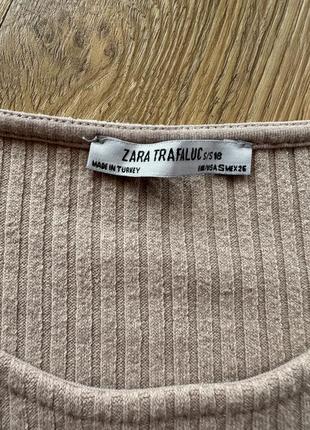 ZARA TRAFALUC S/S18
MADE IN TURKEY EUR/USA S MEX 26